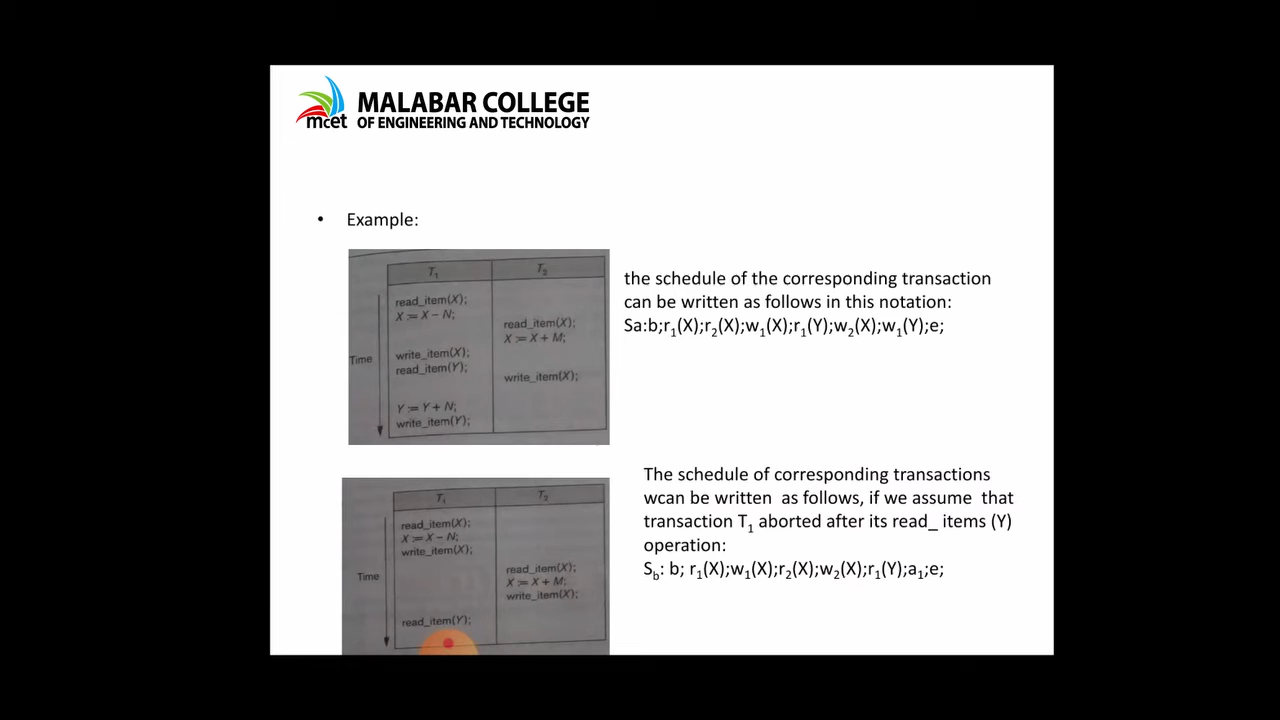 MALABAR COLLEGE
mcet
OF ENGINEERING AND TECHNOLOGY
• Example:
T₁ T₂
read_item(X);
X := X – N;
read_item(X);
X := X + M;
Time
write_item(X);
read_item(Y);
write_item(X);
Y := Y + N;
write_item(Y);
the schedule of the corresponding transaction
can be written as follows in this notation:
Sa:b;r₁(X);r₂(X);w₁(X);r₁(Y);w₂(X);w₁(Y);e;
T₁ T₂
read_item(X);
X := X – N;
write_item(X);
Time
read_item(X);
X := X + M;
write_item(X);
read_item(Y);
The schedule of corresponding transactions
wcan be written as follows, if we assume that
transaction T₁ aborted after its read_ items (Y)
operation:
S_b: b; r₁(X);w₁(X);r₂(X);w₂(X);r₁(Y);a₁;e;